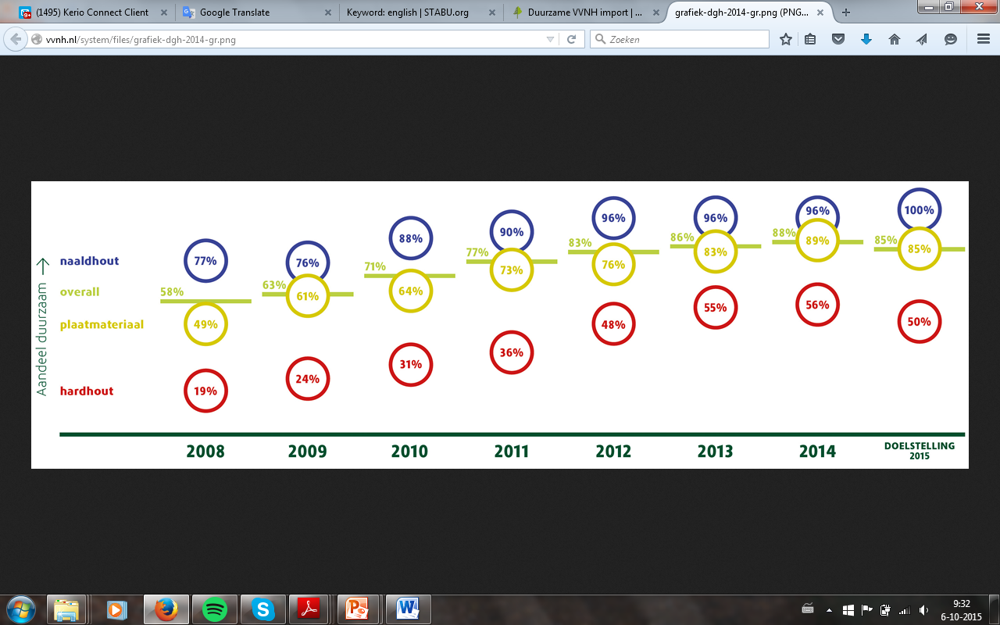 (1495) Kerio Connect Client
Google Translate
Keyword: english | STABU.org
Duurzame VVNH import | ...
grafiek-dgh-2014-gr.png (PNG...
vvnh.nl/system/files/grafiek-dgh-2014-gr.png
Zoeken
Aandeel duurzaam
naaldhout
overall
plaatmateriaal
hardhout
77% 76% 88% 90% 96% 96% 96% 100%
58% 63% 71% 77% 83% 86% 88% 85%
49% 61% 64% 73% 76% 83% 89% 85%
19% 24% 31% 36% 48% 55% 56% 50%
2008 2009 2010 2011 2012 2013 2014 DOELSTELLING
2015
9:32
6-10-2015